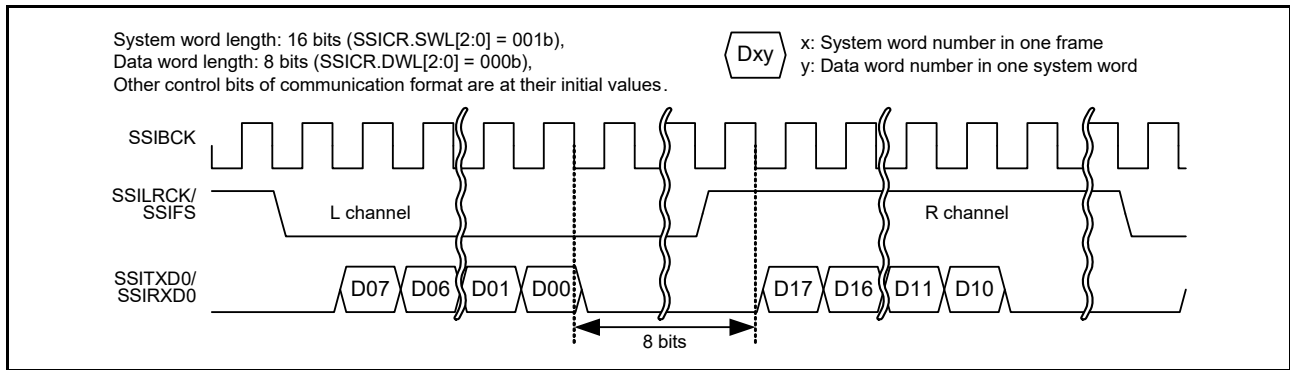 System word length: 16 bits (SSICR.SWL[2:0] = 001b),
Data word length: 8 bits (SSICR.DWL[2:0] = 000b),
Other control bits of communication format are at their initial values.
Dxy
x: System word number in one frame
y: Data word number in one system word
SSIBCK
SSILRCK/
SSIFS
L channel
R channel
SSITXD0/
SSIRXD0
D07 D06 D01 D00 D17 D16 D11 D10
8 bits